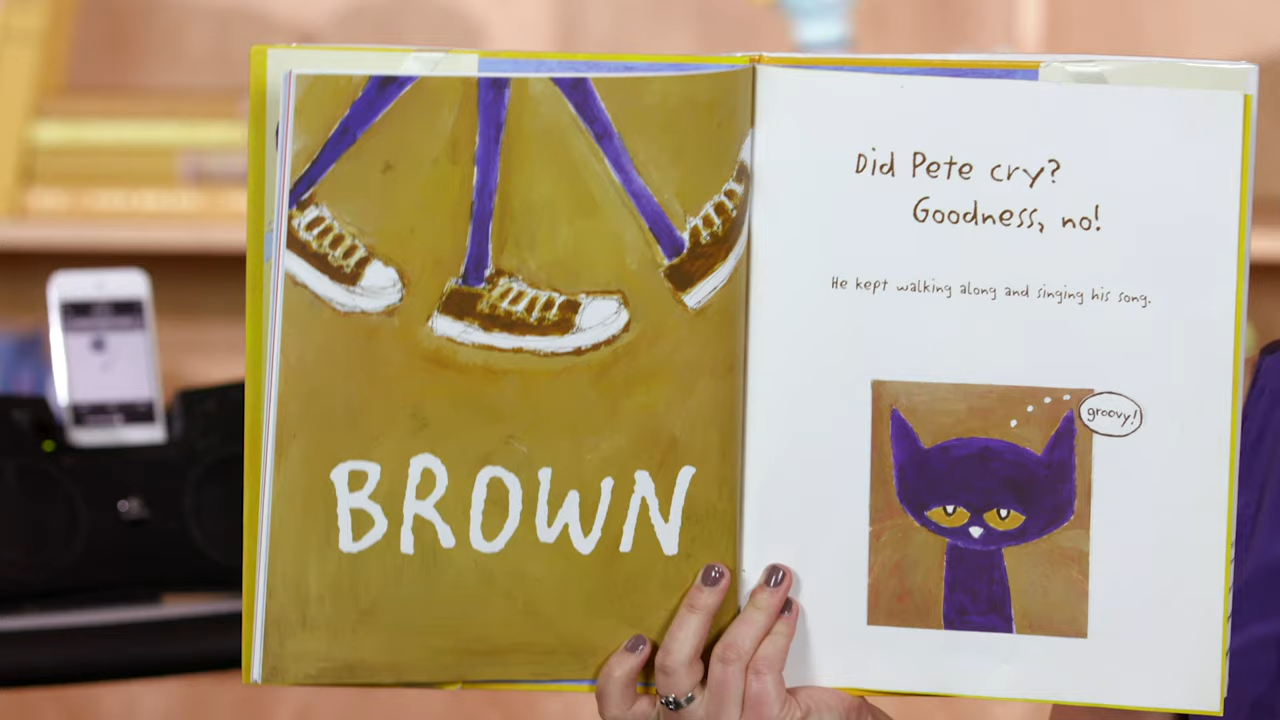 BROWN
Did Pete cry?
Goodness, no!
He kept walking along and singing his song.
groovy!